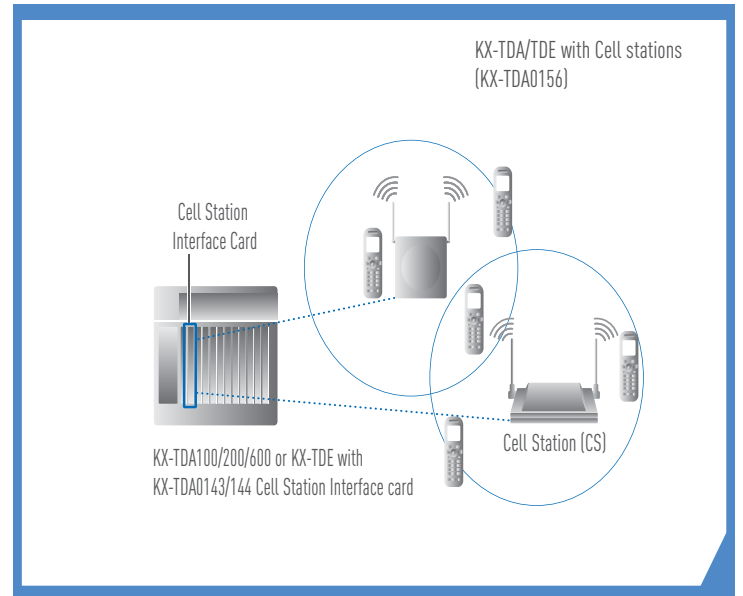 KX-TDA/TDE with Cell stations
(KX-TDA0156)
Cell Station
Interface Card
Cell Station (CS)
KX-TDA100/200/600 or KX-TDE with
KX-TDA0143/144 Cell Station Interface card